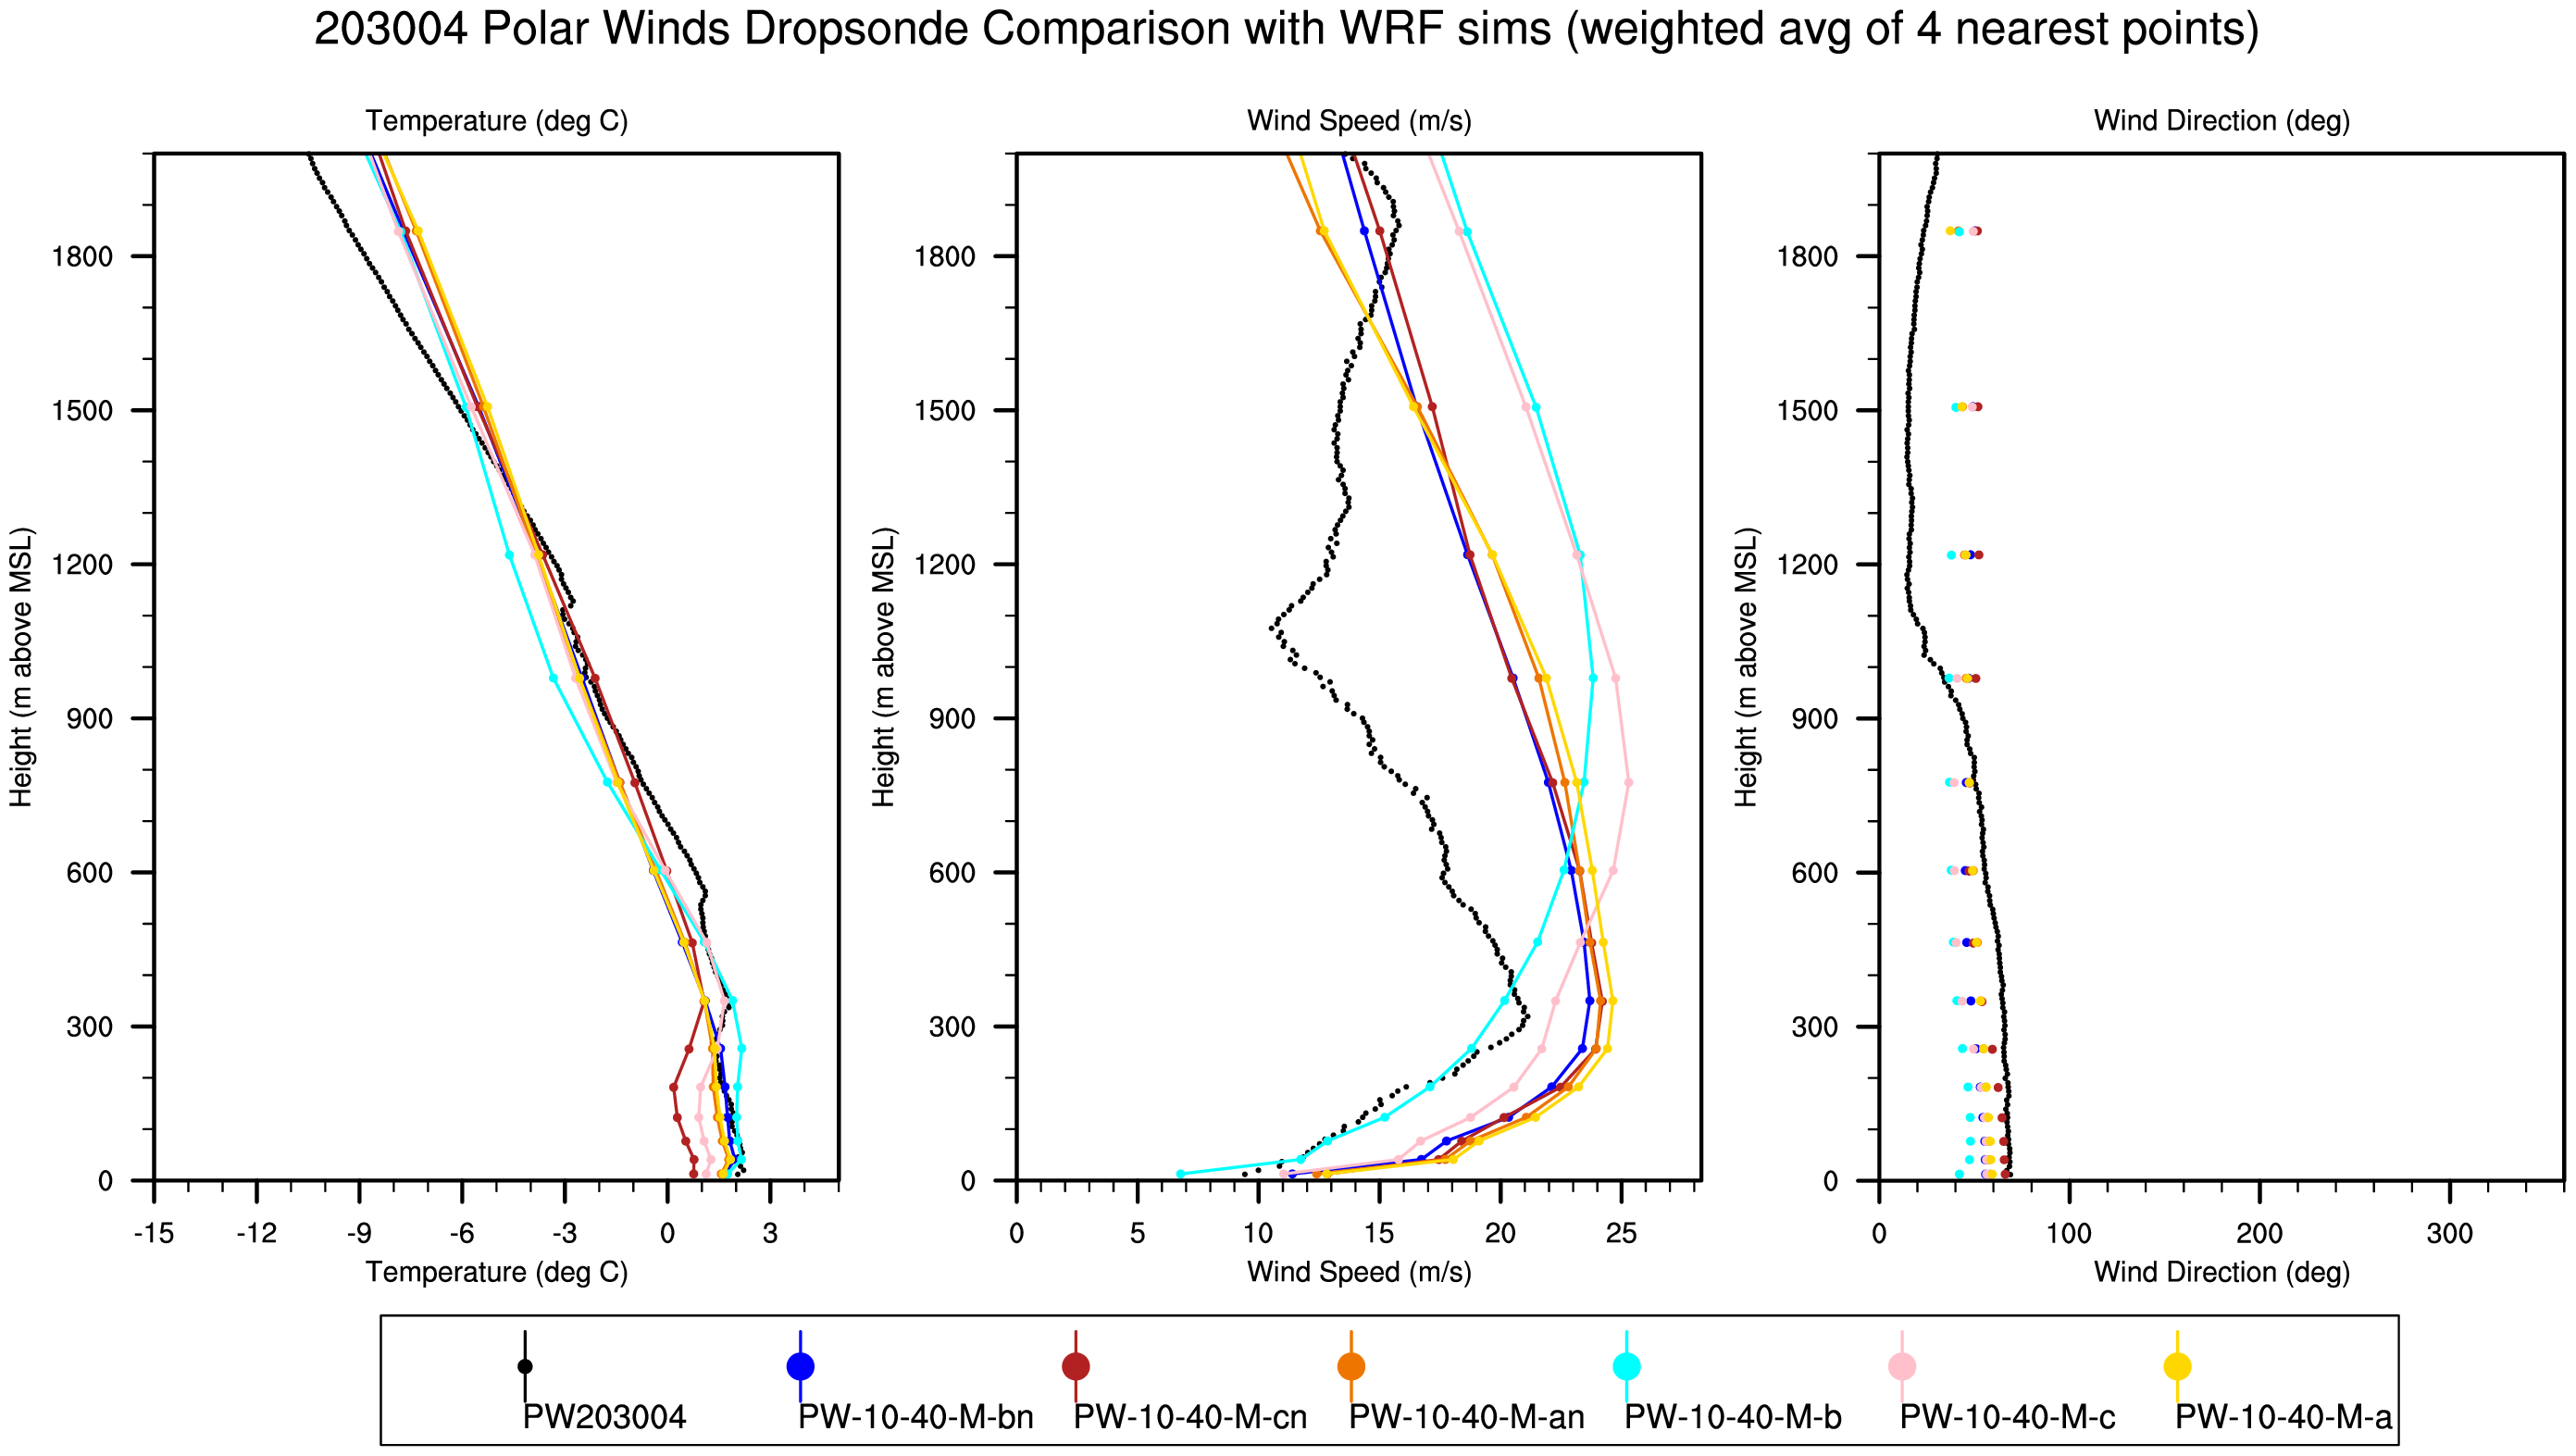 203004 Polar Winds Dropsonde Comparison with WRF sims (weighted avg of 4 nearest points)
Temperature (deg C)
Wind Speed (m/s)
Wind Direction (deg)
Height (m above MSL)
1800
1500
1200
900
600
300
0
-15 -12 -9 -6 -3 0 3
Temperature (deg C)
Height (m above MSL)
1800
1500
1200
900
600
300
0
0 5 10 15 20 25
Wind Speed (m/s)
Height (m above MSL)
1800
1500
1200
900
600
300
0
0 100 200 300
Wind Direction (deg)
PW203004 PW-10-40-M-bn PW-10-40-M-cn PW-10-40-M-an PW-10-40-M-b PW-10-40-M-c PW-10-40-M-a